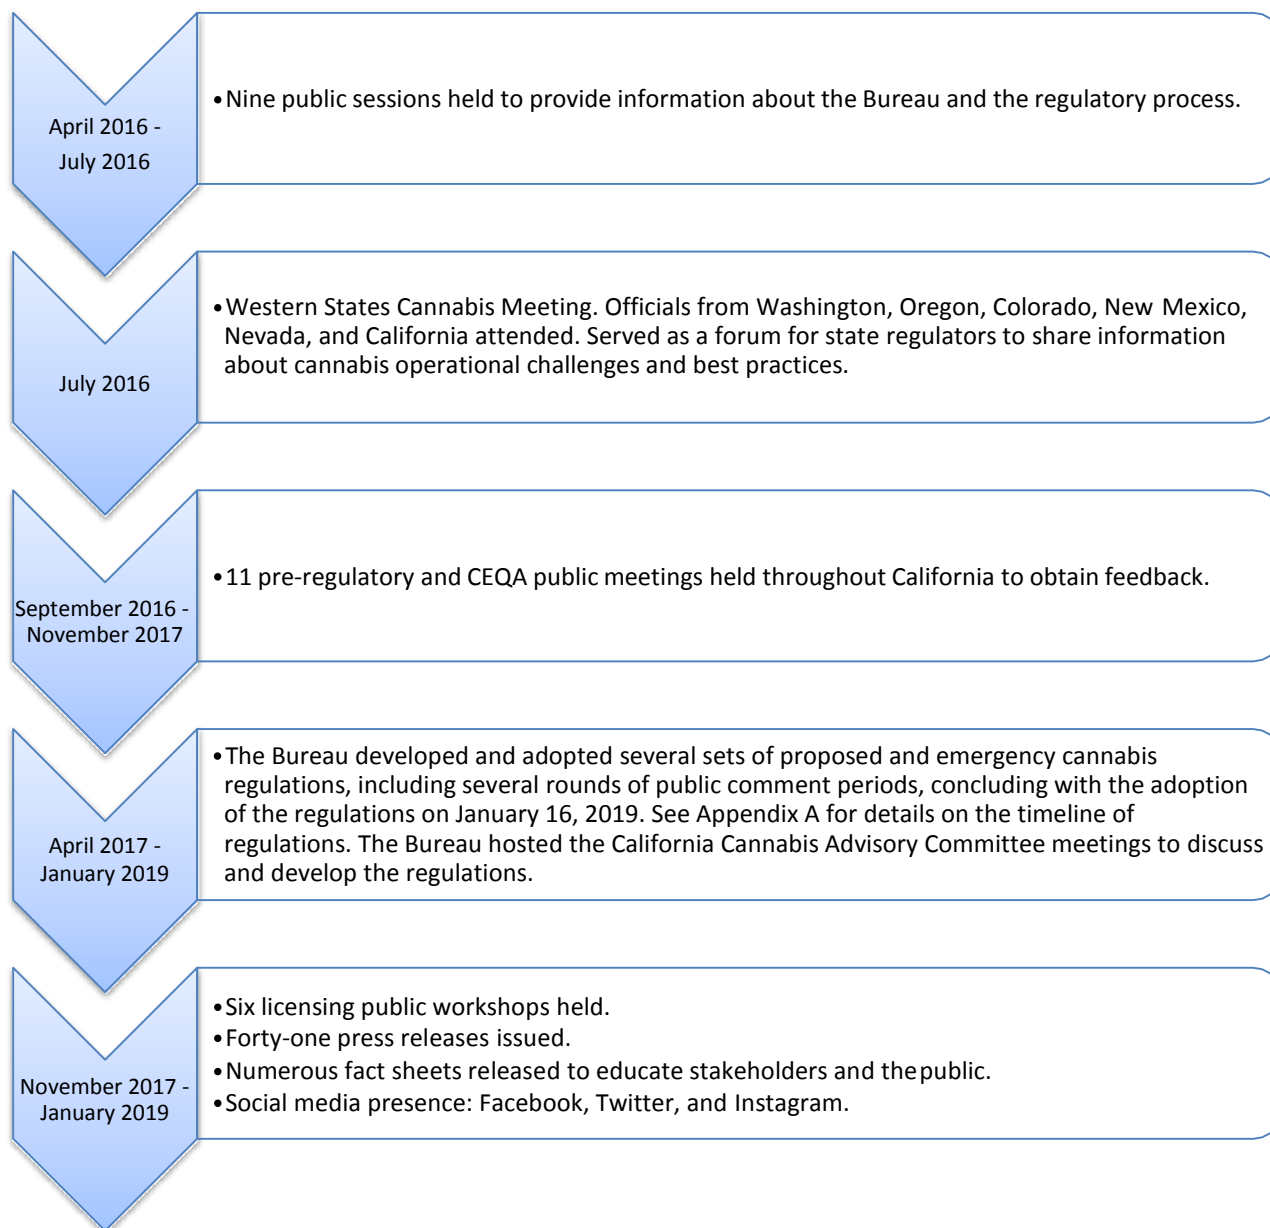 April 2016 -
July 2016
•Nine public sessions held to provide information about the Bureau and the regulatory process.
July 2016
•Western States Cannabis Meeting. Officials from Washington, Oregon, Colorado, New Mexico,
Nevada, and California attended. Served as a forum for state regulators to share information
about cannabis operational challenges and best practices.
September 2016 -
November 2017
•11 pre-regulatory and CEQA public meetings held throughout California to obtain feedback.
April 2017 -
January 2019
•The Bureau developed and adopted several sets of proposed and emergency cannabis
regulations, including several rounds of public comment periods, concluding with the adoption
of the regulations on January 16, 2019. See Appendix A for details on the timeline of
regulations. The Bureau hosted the California Cannabis Advisory Committee meetings to discuss
and develop the regulations.
November 2017 -
January 2019
•Six licensing public workshops held.
•Forty-one press releases issued.
•Numerous fact sheets released to educate stakeholders and thepublic.
•Social media presence: Facebook, Twitter, and Instagram.